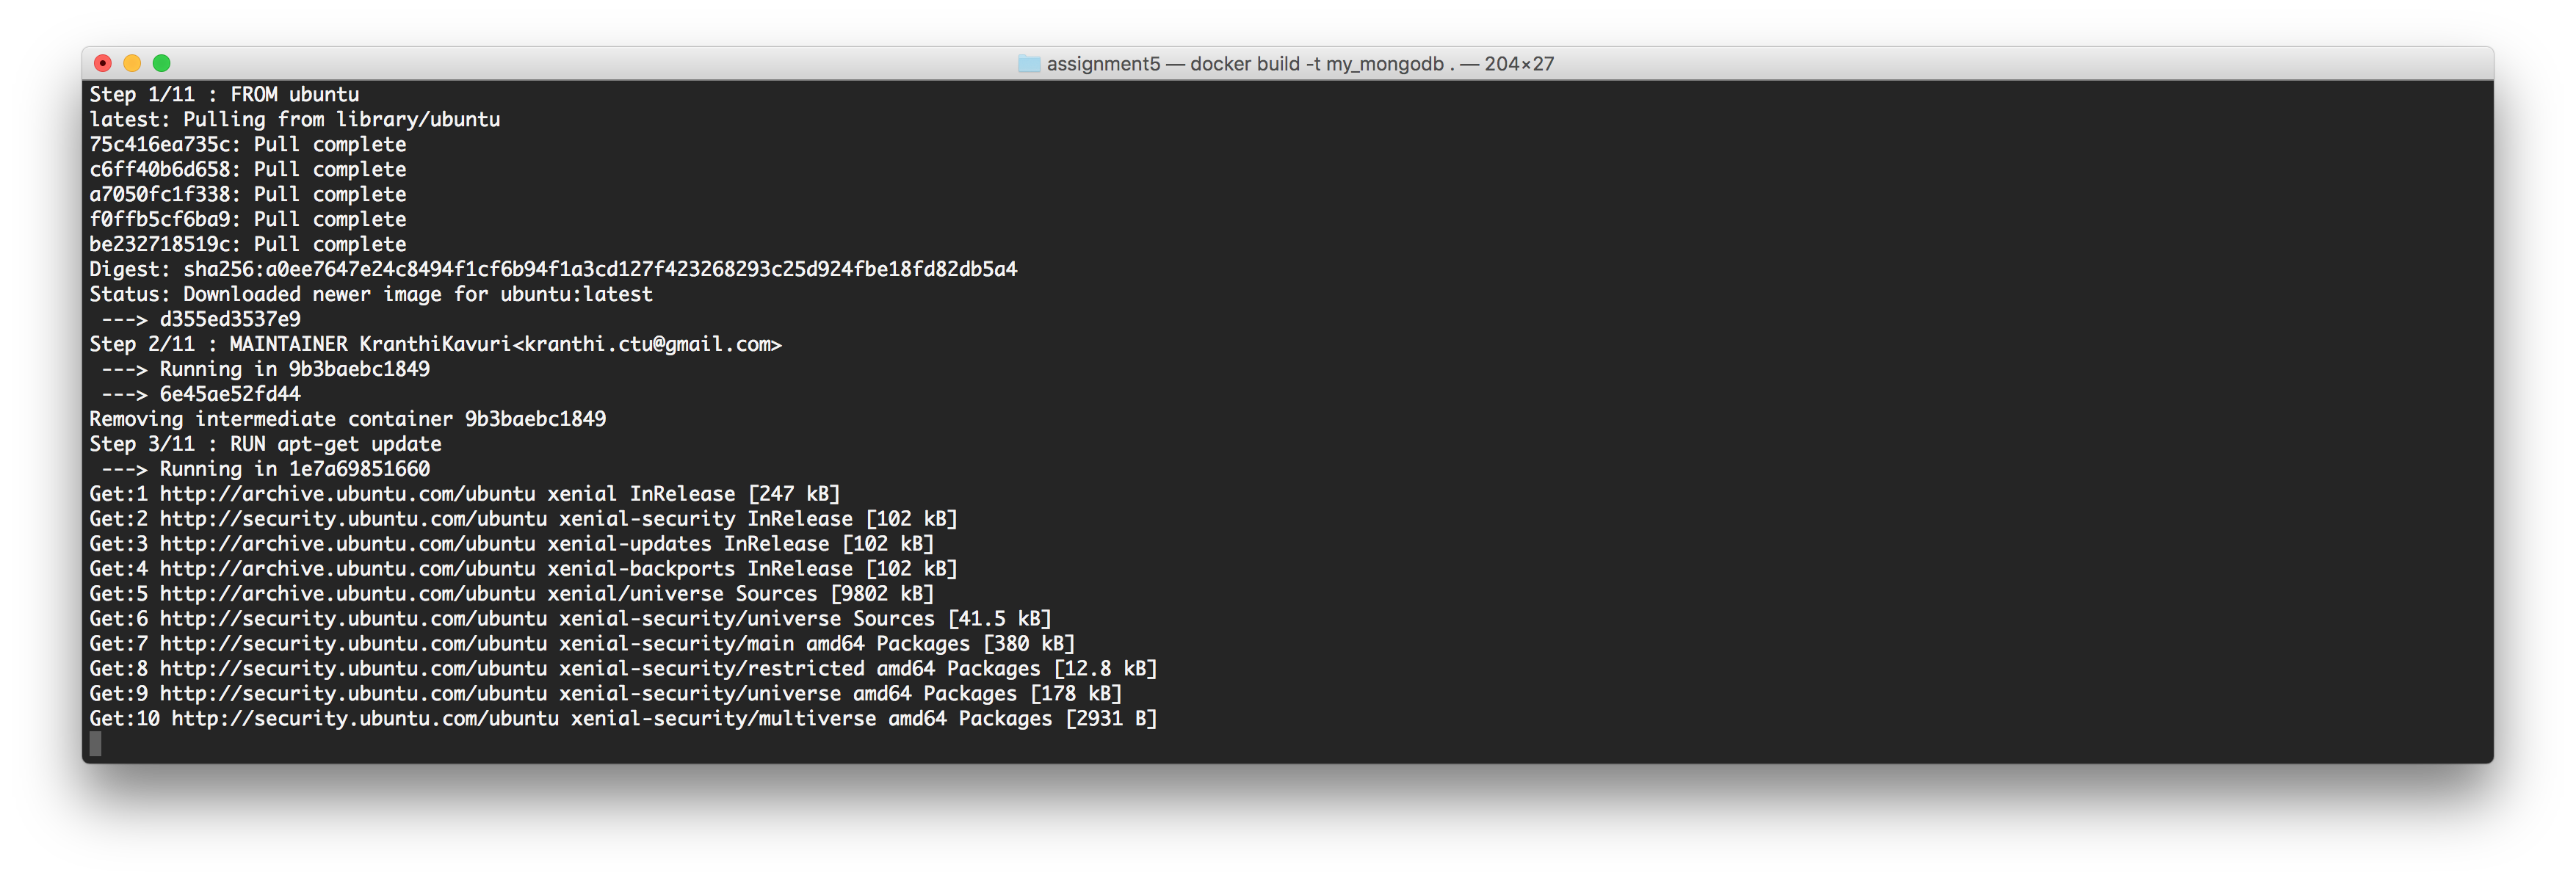 assignment5 — docker build -t my_mongodb . — 204×27
Step 1/11 : FROM ubuntu
latest: Pulling from library/ubuntu
75c416ea735c: Pull complete
c6ff40b6d658: Pull complete
a7050fc1f338: Pull complete
f0ffb5cf6ba9: Pull complete
be232718519c: Pull complete
Digest: sha256:a0ee7647e24c8494f1cf6b94f1a3cd127f423268293c25d924fbe18fd82db5a4
Status: Downloaded newer image for ubuntu:latest
 ---> d355ed3537e9
Step 2/11 : MAINTAINER KranthiKavuri<kranthi.ctu@gmail.com>
 ---> Running in 9b3baebc1849
 ---> 6e45ae52fd44
Removing intermediate container 9b3baebc1849
Step 3/11 : RUN apt-get update
 ---> Running in 1e7a69851660
Get:1 http://archive.ubuntu.com/ubuntu xenial InRelease [247 kB]
Get:2 http://security.ubuntu.com/ubuntu xenial-security InRelease [102 kB]
Get:3 http://archive.ubuntu.com/ubuntu xenial-updates InRelease [102 kB]
Get:4 http://archive.ubuntu.com/ubuntu xenial-backports InRelease [102 kB]
Get:5 http://archive.ubuntu.com/ubuntu xenial/universe Sources [9802 kB]
Get:6 http://security.ubuntu.com/ubuntu xenial-security/universe Sources [41.5 kB]
Get:7 http://security.ubuntu.com/ubuntu xenial-security/main amd64 Packages [380 kB]
Get:8 http://security.ubuntu.com/ubuntu xenial-security/restricted amd64 Packages [12.8 kB]
Get:9 http://security.ubuntu.com/ubuntu xenial-security/universe amd64 Packages [178 kB]
Get:10 http://security.ubuntu.com/ubuntu xenial-security/multiverse amd64 Packages [2931 B]